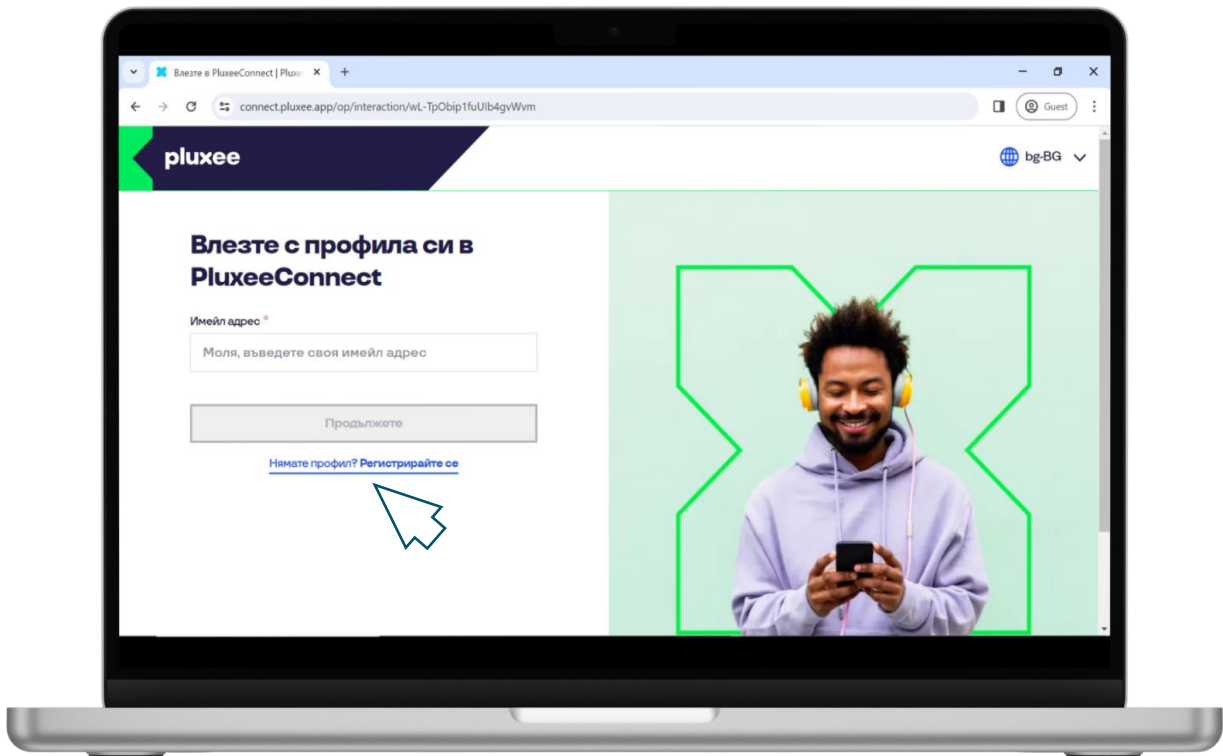 Влезте в PluxeeConnect | Pluxe
connect.pluxee.app/op/interaction/wL-TpObip1fuUIb4gvWvm
Guest
pluxee
bg-BG
Влезте с профила си в
PluxeeConnect
Имейл адрес *
Моля, въведете своя имейл адрес
Продължете
Нямате профил? Регистрирайте се